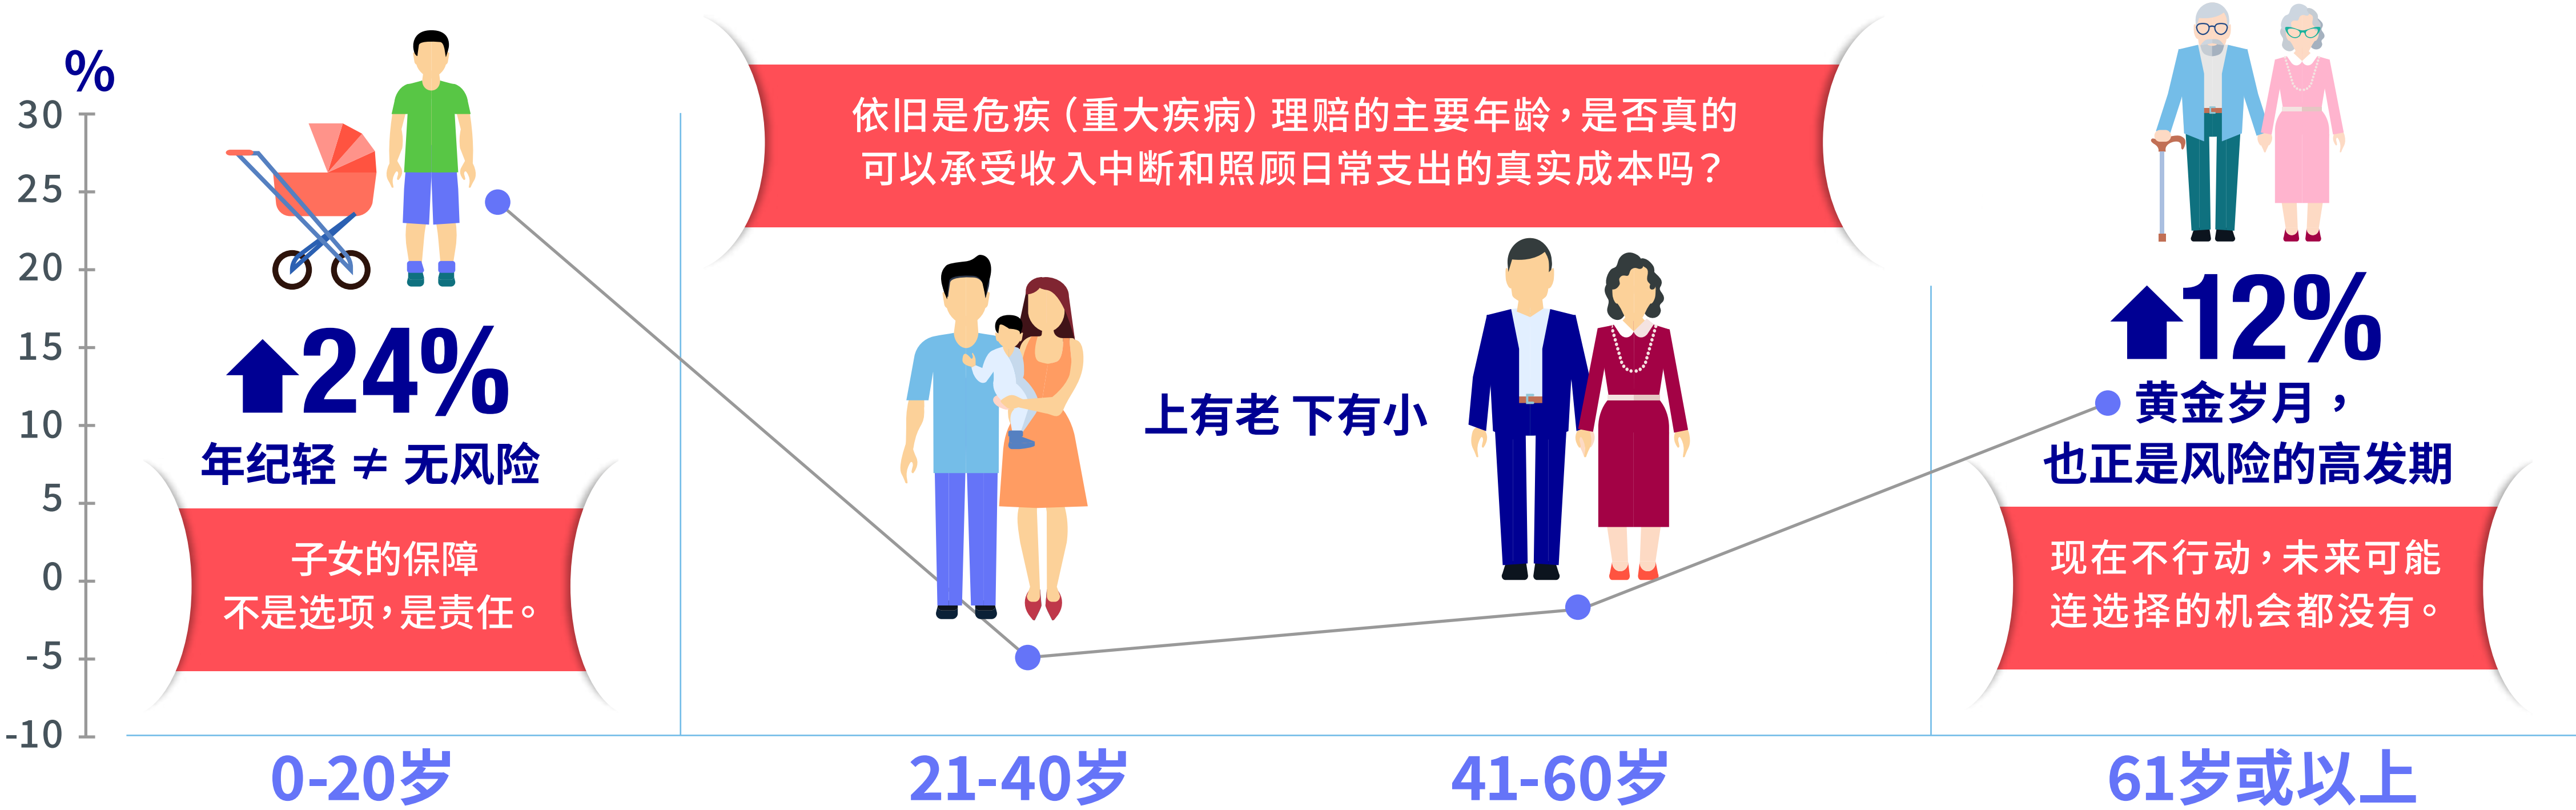 %
30
25
20
15
10
5
0
-5
-10
24%
年纪轻 ≠ 无风险
子女的保障
不是选项，是责任。
依旧是危疾（重大疾病）理赔的主要年龄，是否真的
可以承受收入中断和照顾日常支出的真实成本吗？
上有老 下有小
12%
黄金岁月，
也正是风险的高发期
现在不行动，未来可能
连选择的机会都没有。
0-20岁
21-40岁
41-60岁
61岁或以上